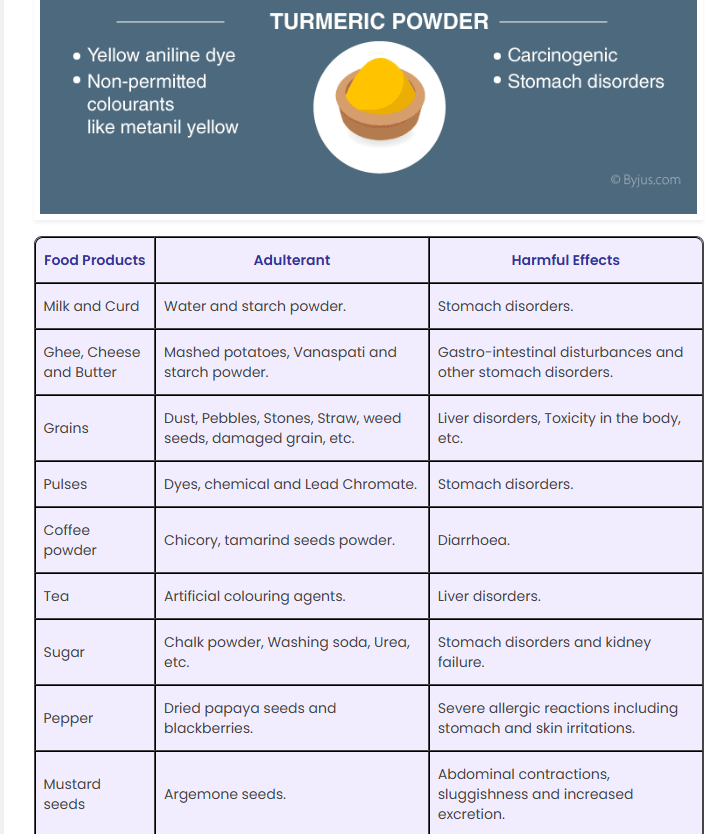 TURMERIC POWDER
• Yellow aniline dye
• Non-permitted
colourants
like metanil yellow
• Carcinogenic
• Stomach disorders
© Byjus.com
Food Products
Adulterant
Harmful Effects
Milk and Curd
Water and starch powder.
Stomach disorders.
Ghee, Cheese
and Butter
Mashed potatoes, Vanaspati and
starch powder.
Gastro-intestinal disturbances and
other stomach disorders.
Grains
Dust, Pebbles, Stones, Straw, weed
seeds, damaged grain, etc.
Liver disorders, Toxicity in the body,
etc.
Pulses
Dyes, chemical and Lead Chromate.
Stomach disorders.
Coffee
powder
Chicory, tamarind seeds powder.
Diarrhoea.
Tea
Artificial colouring agents.
Liver disorders.
Sugar
Chalk powder, Washing soda, Urea,
etc.
Stomach disorders and kidney
failure.
Pepper
Dried papaya seeds and
blackberries.
Severe allergic reactions including
stomach and skin irritations.
Mustard
seeds
Argemone seeds.
Abdominal contractions,
sluggishness and increased
excretion.